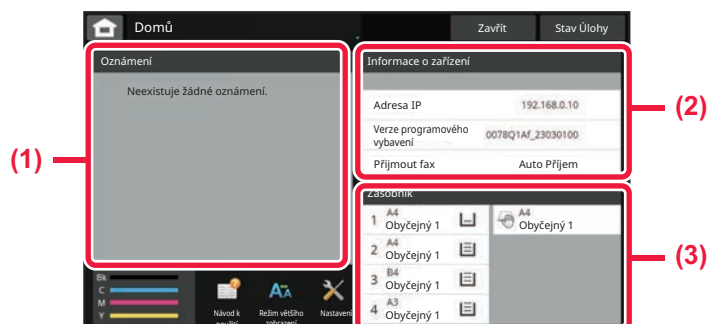 Domů
Zavřít
Stav Úlohy
Oznámení
Neexistuje žádné oznámení.
(1)
Informace o zařízení
Adresa IP
192.168.0.10
Verze programového
vybavení
0078Q1Af_23030100
Přijmout fax
Auto Příjem
(2)
Zásobník
1
A4
Obyčejný 1
A4
Obyčejný 1
2
A4
Obyčejný 1
3
B4
Obyčejný 1
4
A3
Obyčejný 1
(3)
Bk
C
M
Y
Návod k
použití
Režim většího
zobrazení
Nastavení